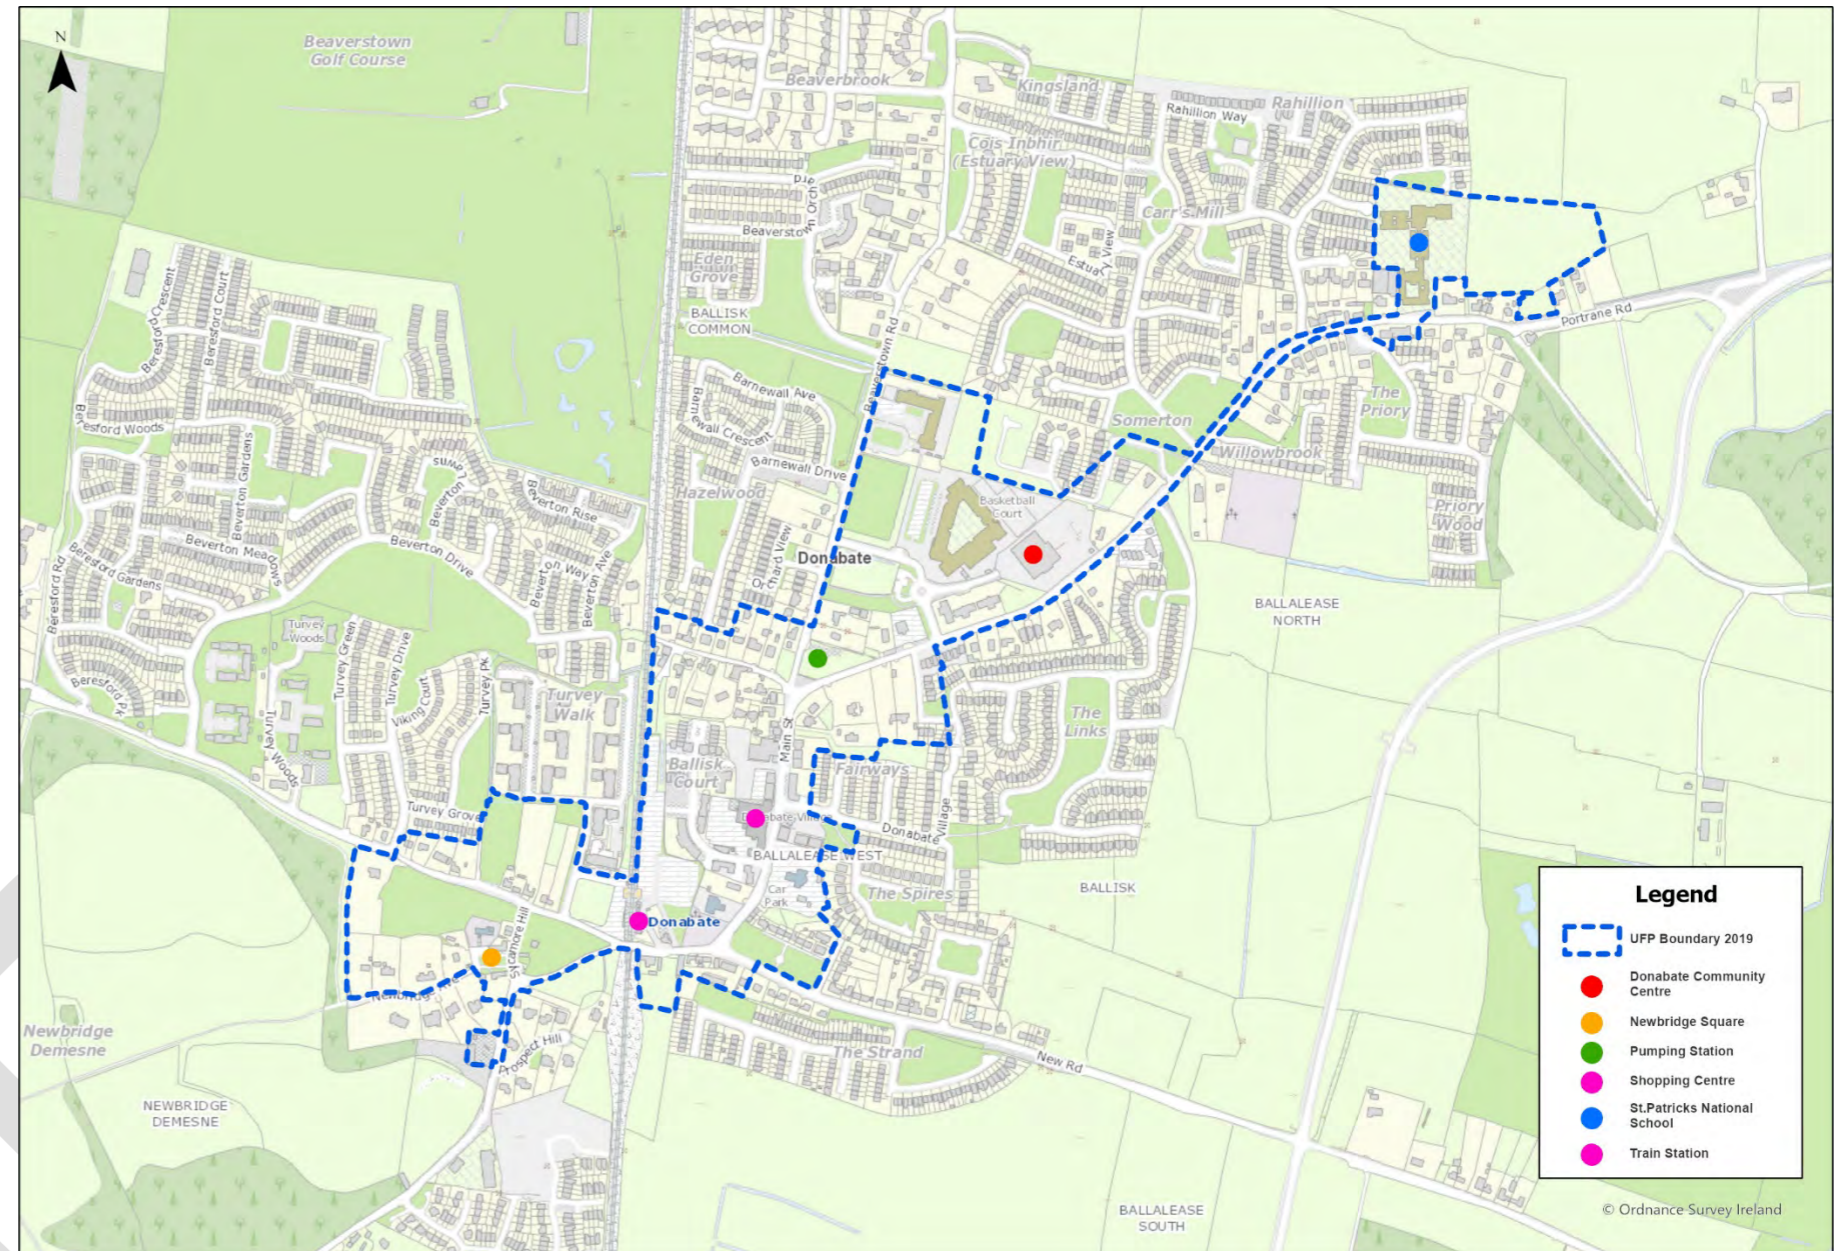 N
Beaverstown
Golf Course
Beaverbrook
Kingsland
Rahillion
Rahillion Way
Cois Inbhir
(Estuary View)
Carr's Mill
Beaverstown Orchard
Estuary View
Eden
Grove
BALLISK
COMMON
Beaverstown Rd
Portrane Rd
Beresford Crescent
Beresford Court
Beresford Woods
Barnewall Ave
Barnewall Crescent
Barnewall Drive
The
Priory
Somerton
Willowbrook
Hazelwood
Basketball
Court
Priory
Wood
Beverton Lawns
Beverton Rise
Beverton Gardens
Beverton Meadows
Beverton Drive
Beverton Way
Beverton Ave
Orchard View
Donabate
Beresford Gardens
Beresford Rd
BALLALEASE
NORTH
Turvey
Woods
Turvey Green
Turvey Drive
Viking Court
Turvey Pk
Beresford Pk
Turvey Woods
Turvey
Walk
The
Links
Main St
Ballisk
Court
Fairways
Turvey Grove
Donabate Village
Donabate Village
BALLALEASE WEST
The Spires
BALLISK
Car
Park
Donabate
Sycamore Hill
Newbridge Ave
Newbridge
Demesne
Prospect Hill
The Strand
New Rd
NEWBRIDGE
DEMESNE
BALLALEASE
SOUTH
Legend
UFP Boundary 2019
Donabate Community
Centre
Newbridge Square
Pumping Station
Shopping Centre
St.Patricks National
School
Train Station
© Ordnance Survey Ireland